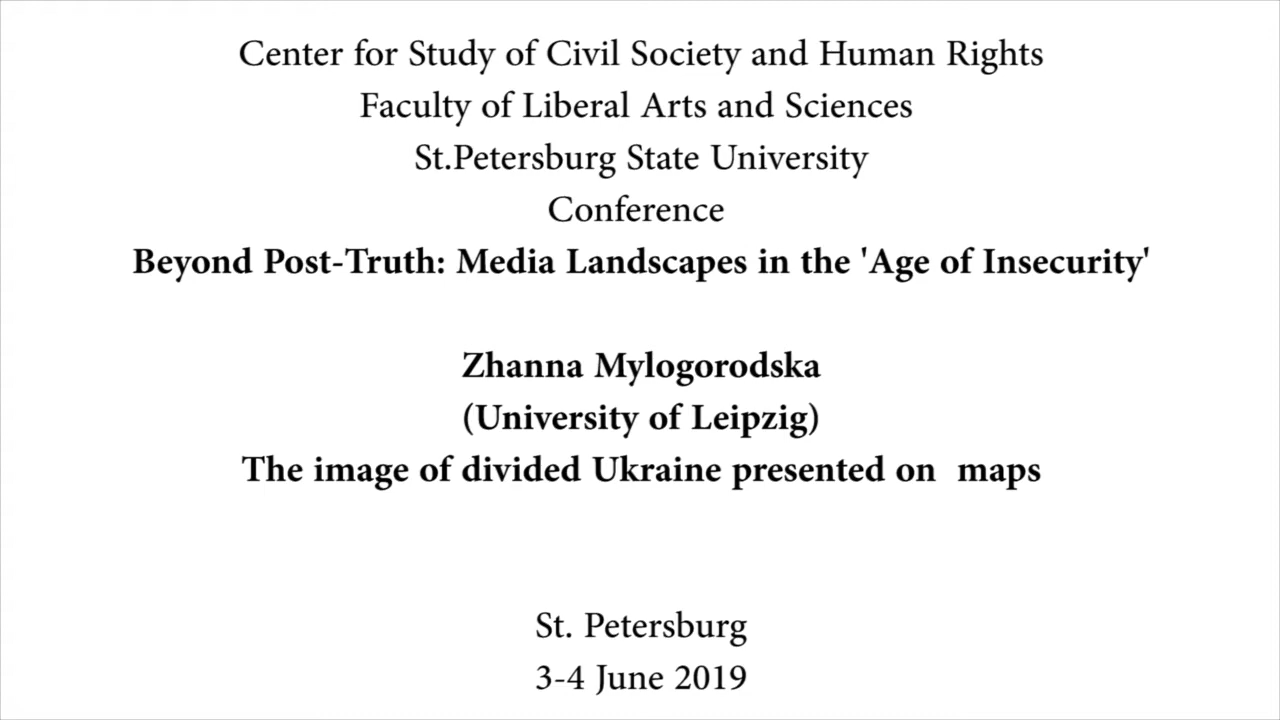 Center for Study of Civil Society and Human Rights
Faculty of Liberal Arts and Sciences
St.Petersburg State University
Conference
Beyond Post-Truth: Media Landscapes in the 'Age of Insecurity'
Zhanna Mylogorodska
(University of Leipzig)
The image of divided Ukraine presented on  maps
St. Petersburg
3-4 June 2019